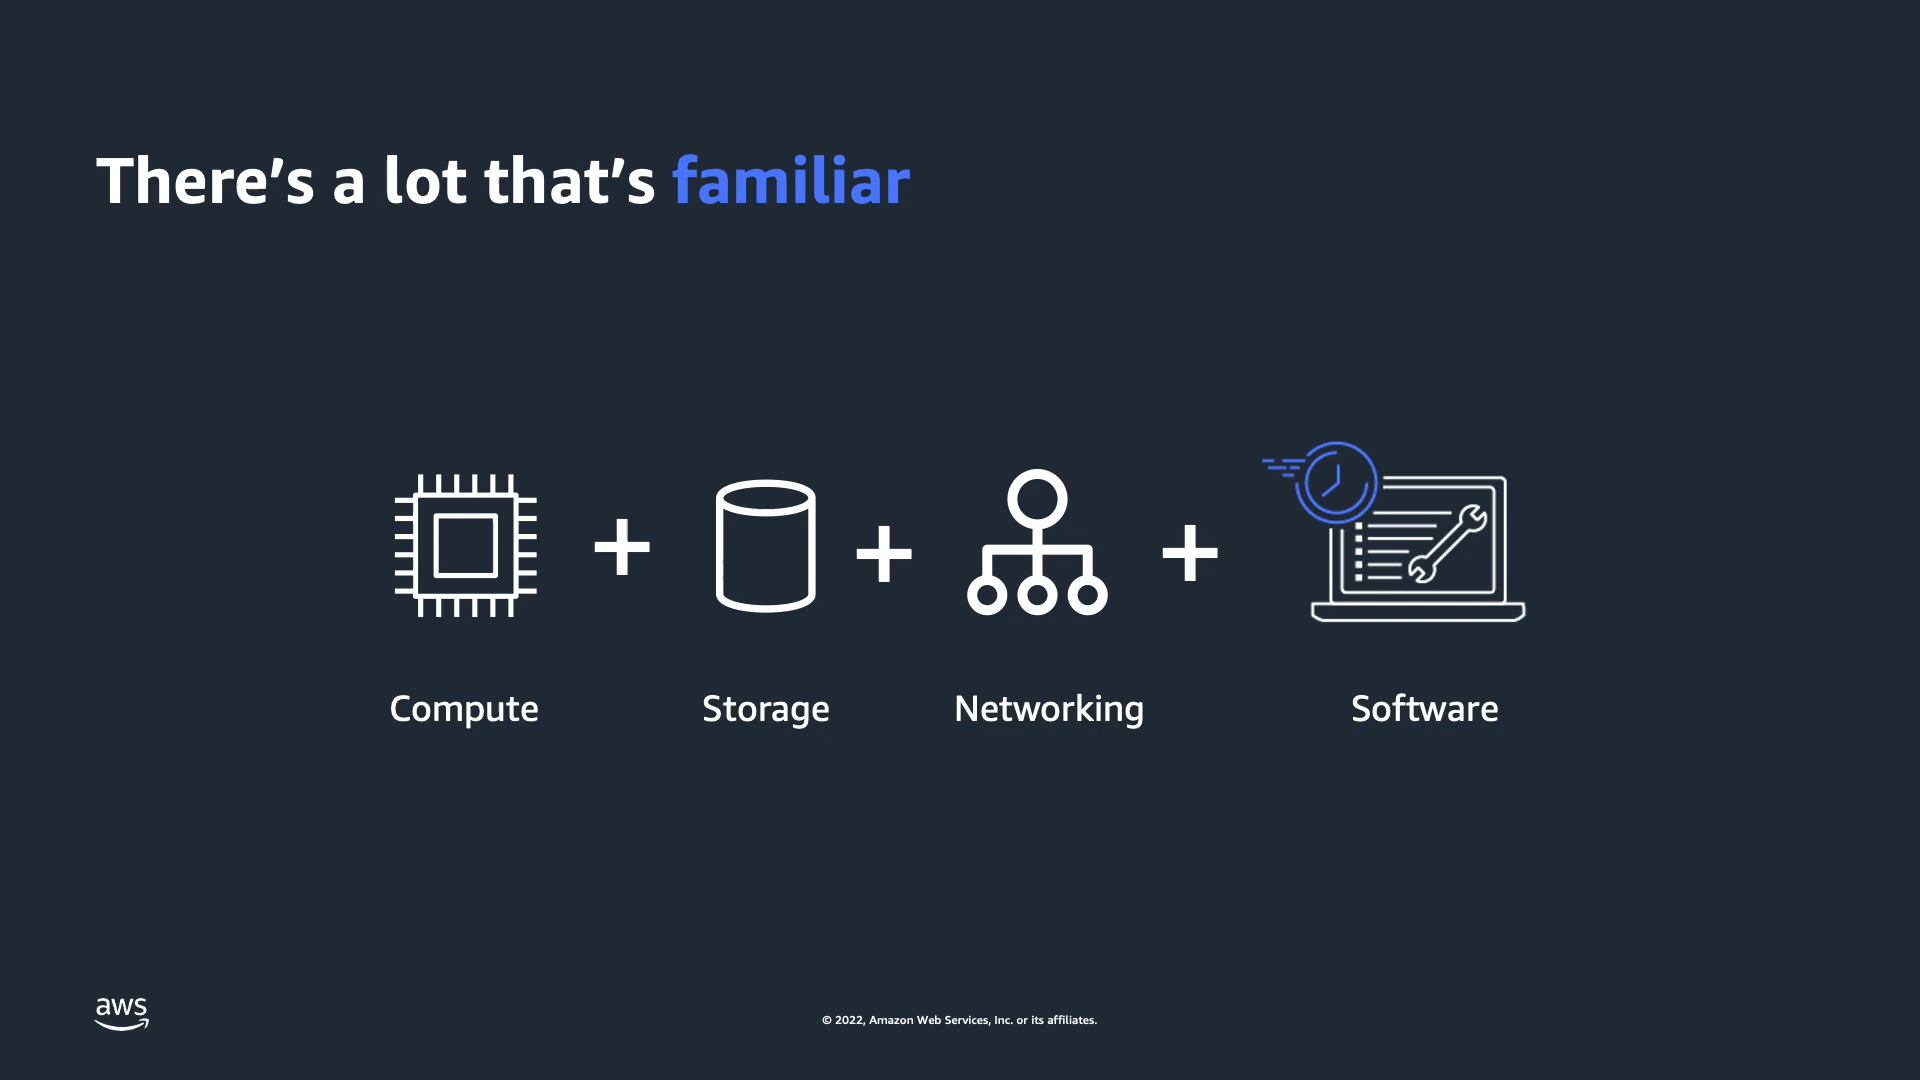 There’s a lot that’s familiar
Compute
Storage
Networking
Software
aws
© 2022, Amazon Web Services, Inc. or its affiliates.